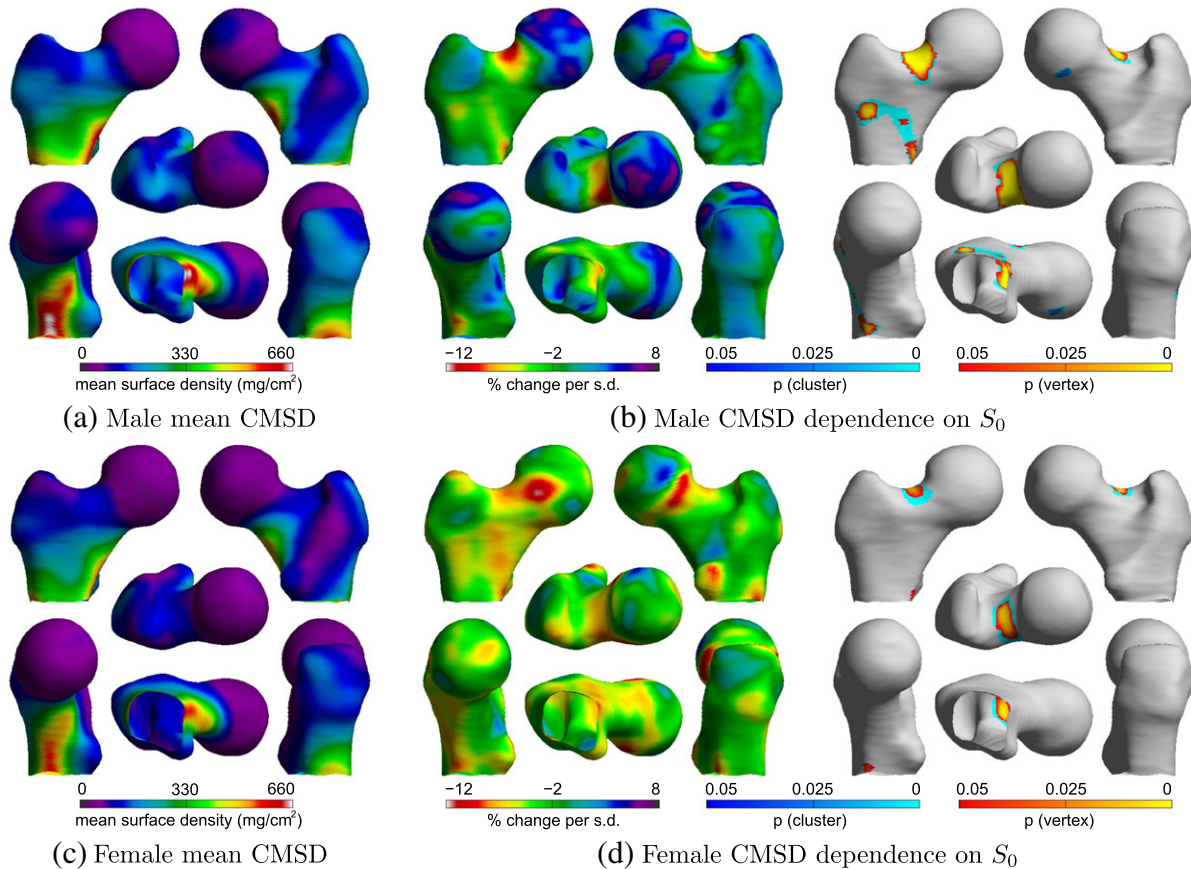 0 330 660
mean surface density (mg/cm²)
−12 −2 8
% change per s.d.
0.05 0.025 0
p (cluster)
0.05 0.025 0
p (vertex)
(a) Male mean CMSD
(b) Male CMSD dependence on S₀
0 330 660
mean surface density (mg/cm²)
−12 −2 8
% change per s.d.
0.05 0.025 0
p (cluster)
0.05 0.025 0
p (vertex)
(c) Female mean CMSD
(d) Female CMSD dependence on S₀